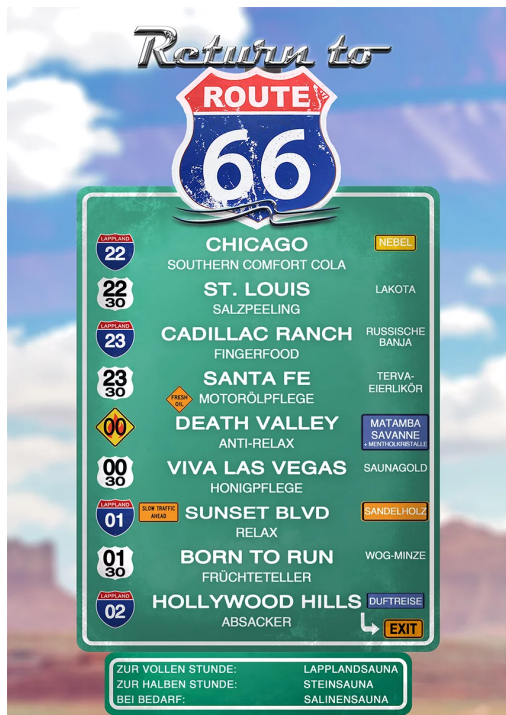 Return to
ROUTE
66
LAPPLAND
22 CHICAGO NEBEL
SOUTHERN COMFORT COLA
22 30 ST. LOUIS LAKOTA
SALZPEELING
LAPPLAND
23 CADILLAC RANCH RUSSISCHE BANJA
FINGERFOOD
23 30 SANTA FE TERVA-EIERLIKÖR
FRESH OIL MOTORÖLPFLEGE
00 DEATH VALLEY MATAMBA SAVANNE
ANTI-RELAX + MENTHOLKRISTALLE
00 30 VIVA LAS VEGAS SAUNAGOLD
HONIGPFLEGE
LAPPLAND
01 SLOW TRAFFIC AHEAD SUNSET BLVD SANDELHOLZ
RELAX
01 30 BORN TO RUN WOG-MINZE
FRÜCHTETELLER
LAPPLAND
02 HOLLYWOOD HILLS DUFTREISE
ABSACKER EXIT
ZUR VOLLEN STUNDE: LAPPLANDSAUNA
ZUR HALBEN STUNDE: STEINSAUNA
BEI BEDARF: SALINENSAUNA